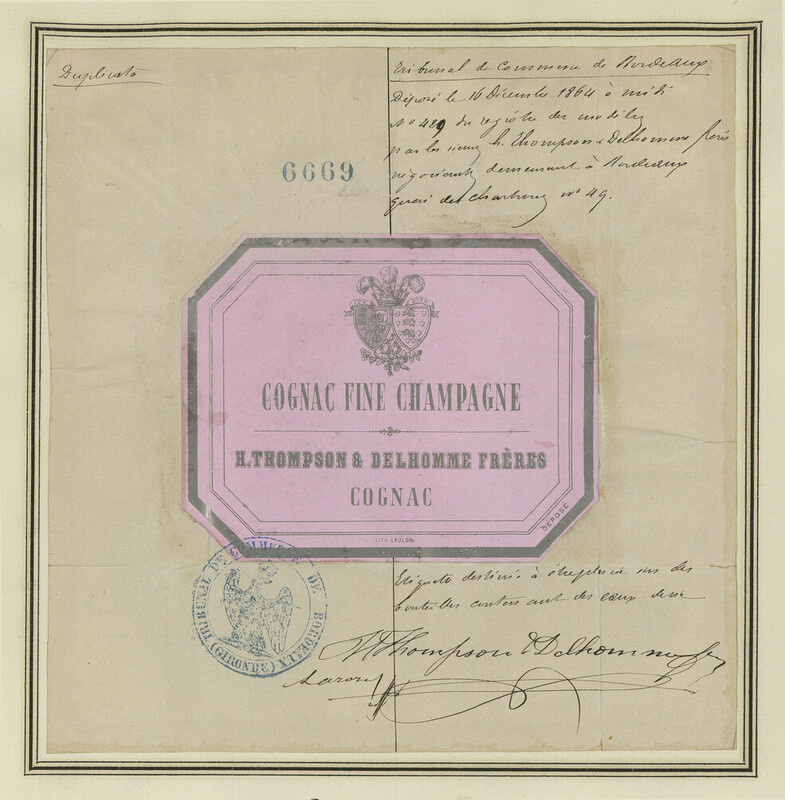 Duplicata
Tribunal de Commerce de Bordeaux
Déposé le 16 Décembre 1864 à midi
N° 489 du registre des modèles
par les sieurs h. Thompson & Delhomme frères
négociants demeurant à Bordeaux
quai des Chartrons n° 49.
6669
COGNAC FINE CHAMPAGNE
H. THOMPSON & DELHOMME FRÈRES
COGNAC
DÉPOSÉ
LITH.
Etiquette destinée à être placée sur des
bouteilles contenant des eaux de vie
HThompson & Delhomme f
TRIBUNAL DE COMMERCE DE BORDEAUX
(GIRONDE)